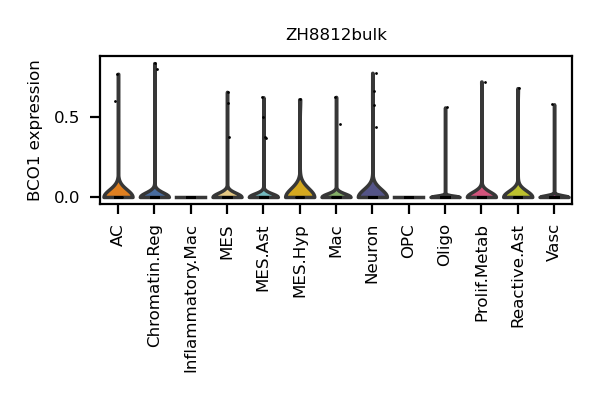 ZH8812bulk
BCO1 expression
0.5
0.0
AC
Chromatin.Reg
Inflammatory.Mac
MES
MES.Ast
MES.Hyp
Mac
Neuron
OPC
Oligo
Prolif.Metab
Reactive.Ast
Vasc